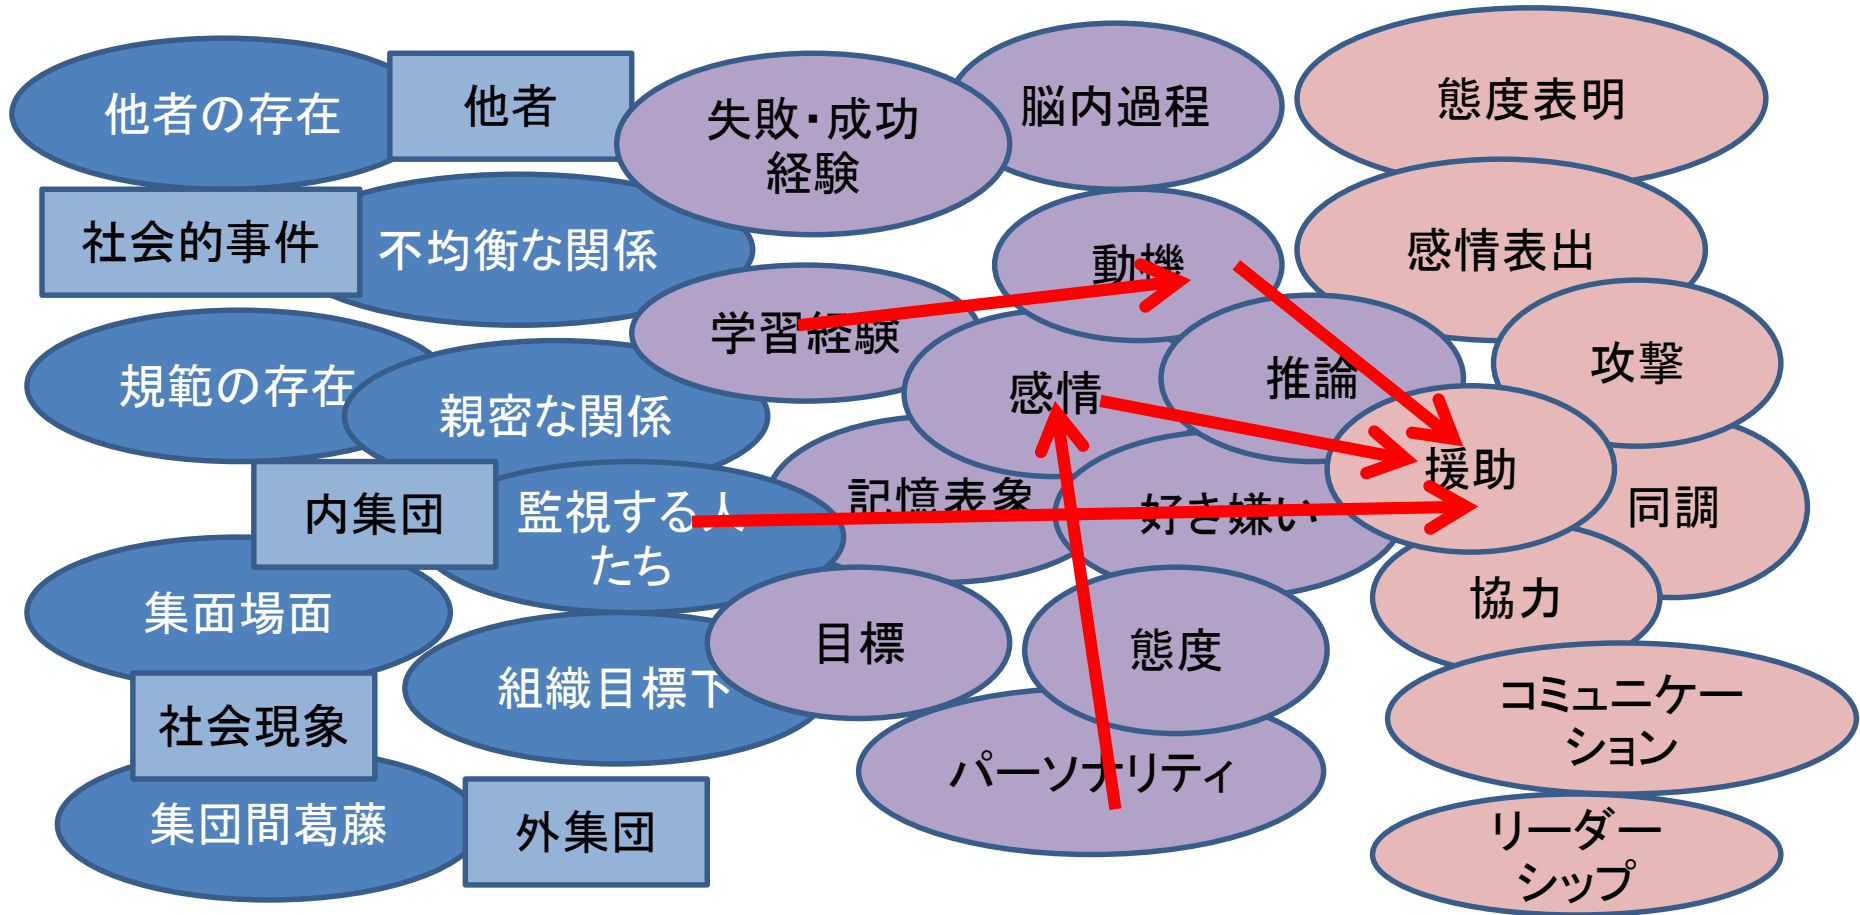 他者の存在
他者
社会的事件
不均衡な関係
規範の存在
親密な関係
内集団
監視する人
たち
集面場面
組織目標下
社会現象
集団間葛藤
外集団
失敗・成功
経験
脳内過程
動機
学習経験
感情
推論
記憶表象
好き嫌い
目標
態度
パーソナリティ
態度表明
感情表出
攻撃
援助
同調
協力
コミュニケー
ション
リーダー
シップ